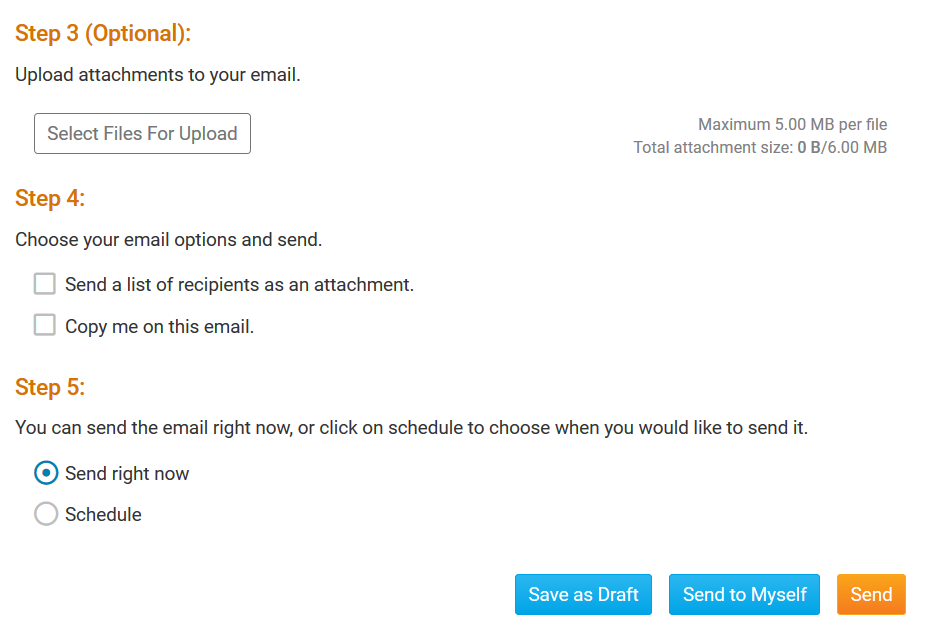 Step 3 (Optional):
Upload attachments to your email.
Select Files For Upload
Maximum 5.00 MB per file
Total attachment size: 0 B/6.00 MB
Step 4:
Choose your email options and send.
Send a list of recipients as an attachment.
Copy me on this email.
Step 5:
You can send the email right now, or click on schedule to choose when you would like to send it.
Send right now
Schedule
Save as Draft
Send to Myself
Send